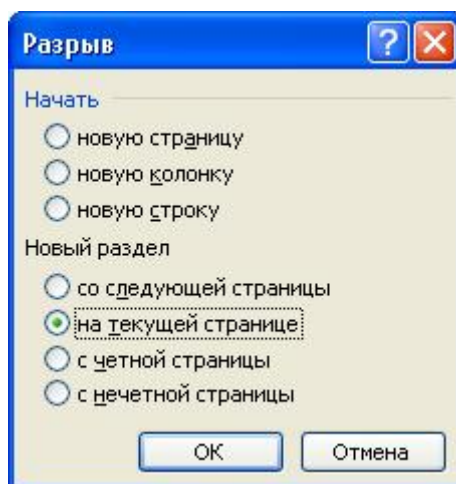 Разрыв
Начать
новую страницу
новую колонку
новую строку
Новый раздел
со следующей страницы
на текущей странице
с четной страницы
с нечетной страницы
ОК Отмена